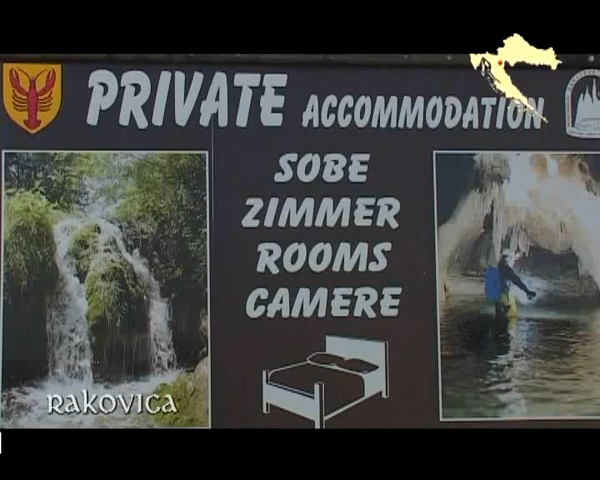 PRIVATE ACCOMMODATION
SOBE
ZIMMER
ROOMS
CAMERE
RAKOVICA